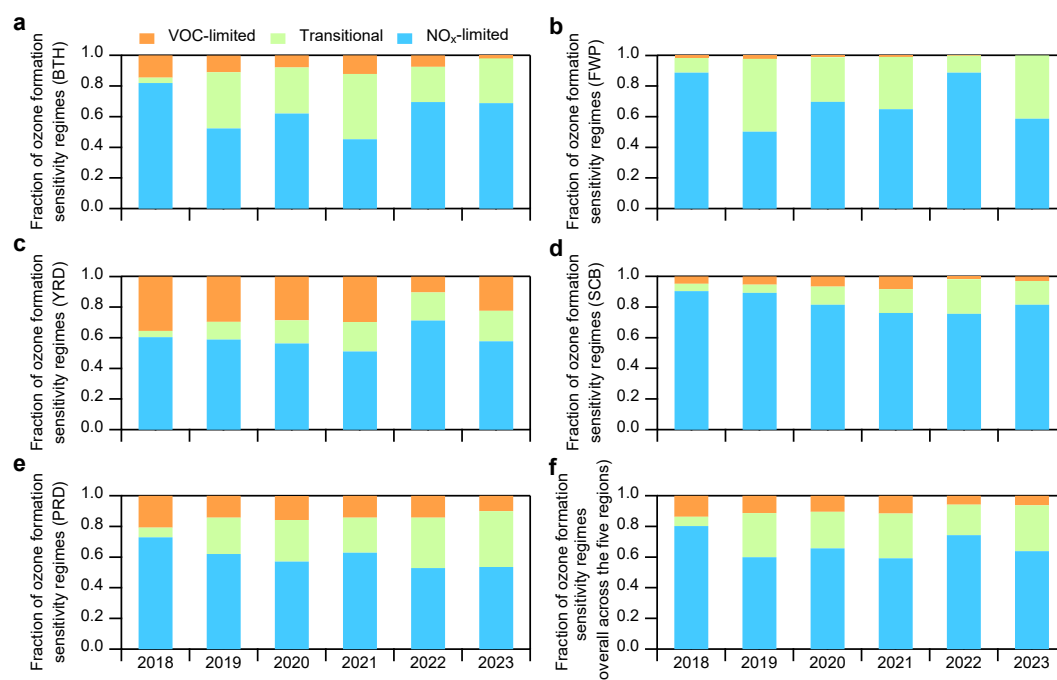 a
VOC-limited Transitional NOₓ-limited
Fraction of ozone formation
sensitivity regimes (BTH)
1.0
0.8
0.6
0.4
0.2
0.0
b
Fraction of ozone formation
sensitivity regimes (FWP)
1.0
0.8
0.6
0.4
0.2
0.0
c
Fraction of ozone formation
sensitivity regimes (YRD)
1.0
0.8
0.6
0.4
0.2
0.0
d
Fraction of ozone formation
sensitivity regimes (SCB)
1.0
0.8
0.6
0.4
0.2
0.0
e
Fraction of ozone formation
sensitivity regimes (PRD)
1.0
0.8
0.6
0.4
0.2
0.0
2018 2019 2020 2021 2022 2023
f
Fraction of ozone formation
sensitivity regimes
overall across the five regions)
1.0
0.8
0.6
0.4
0.2
0.0
2018 2019 2020 2021 2022 2023